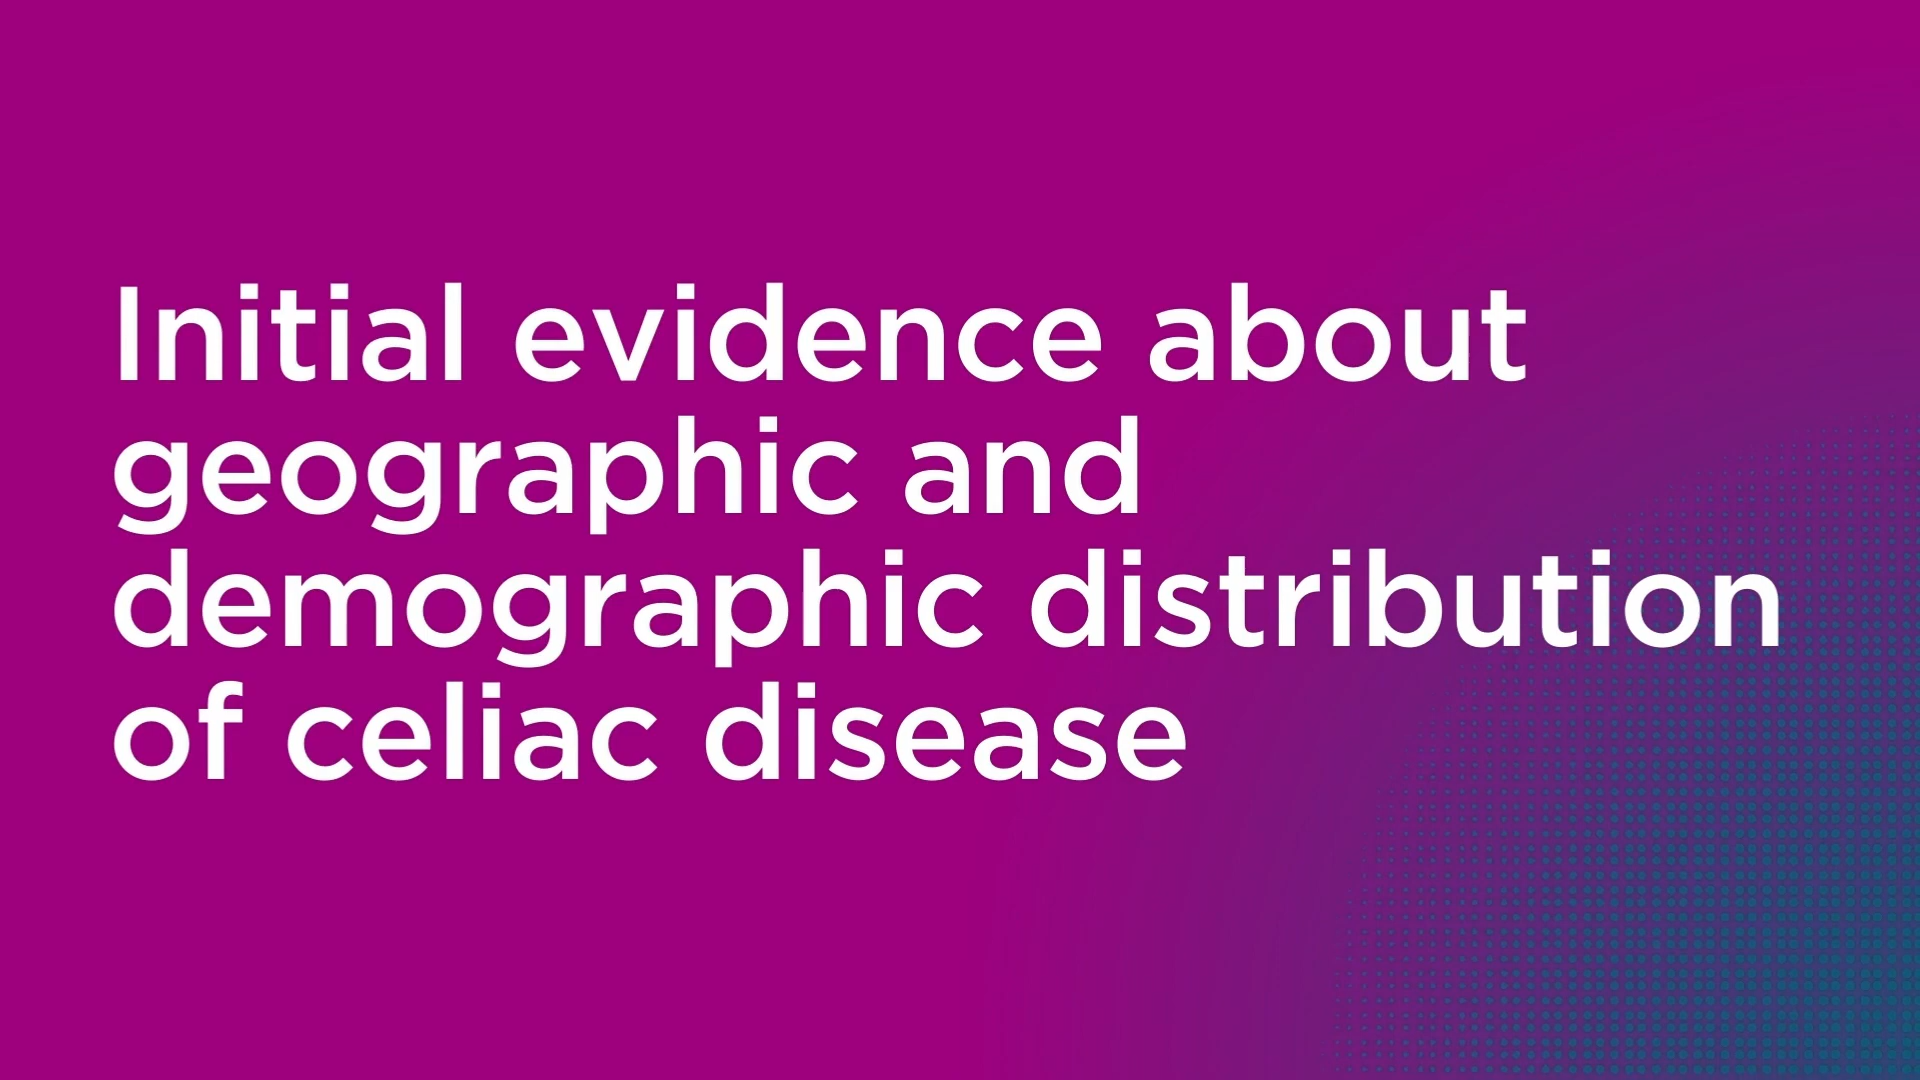 Initial evidence about
geographic and
demographic distribution
of celiac disease